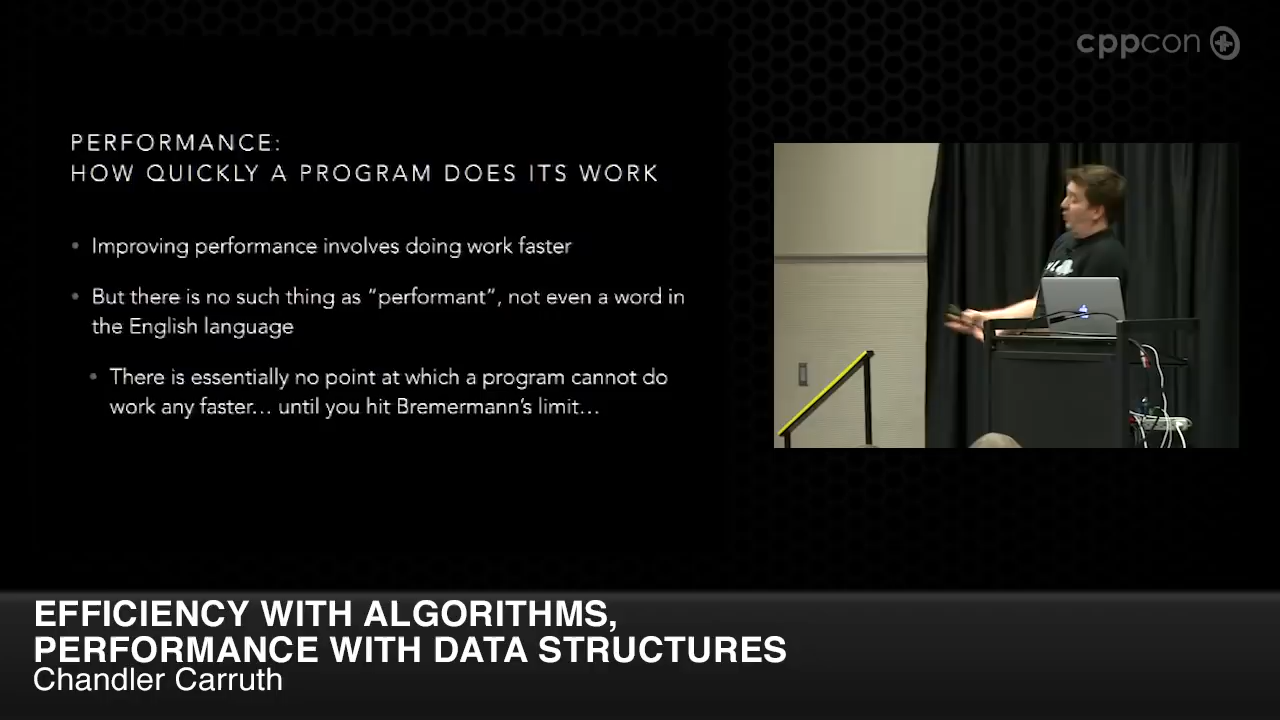 cppcon
PERFORMANCE:
HOW QUICKLY A PROGRAM DOES ITS WORK
• Improving performance involves doing work faster
• But there is no such thing as “performant”, not even a word in
the English language
• There is essentially no point at which a program cannot do
work any faster... until you hit Bremermann’s limit...
EFFICIENCY WITH ALGORITHMS,
PERFORMANCE WITH DATA STRUCTURES
Chandler Carruth